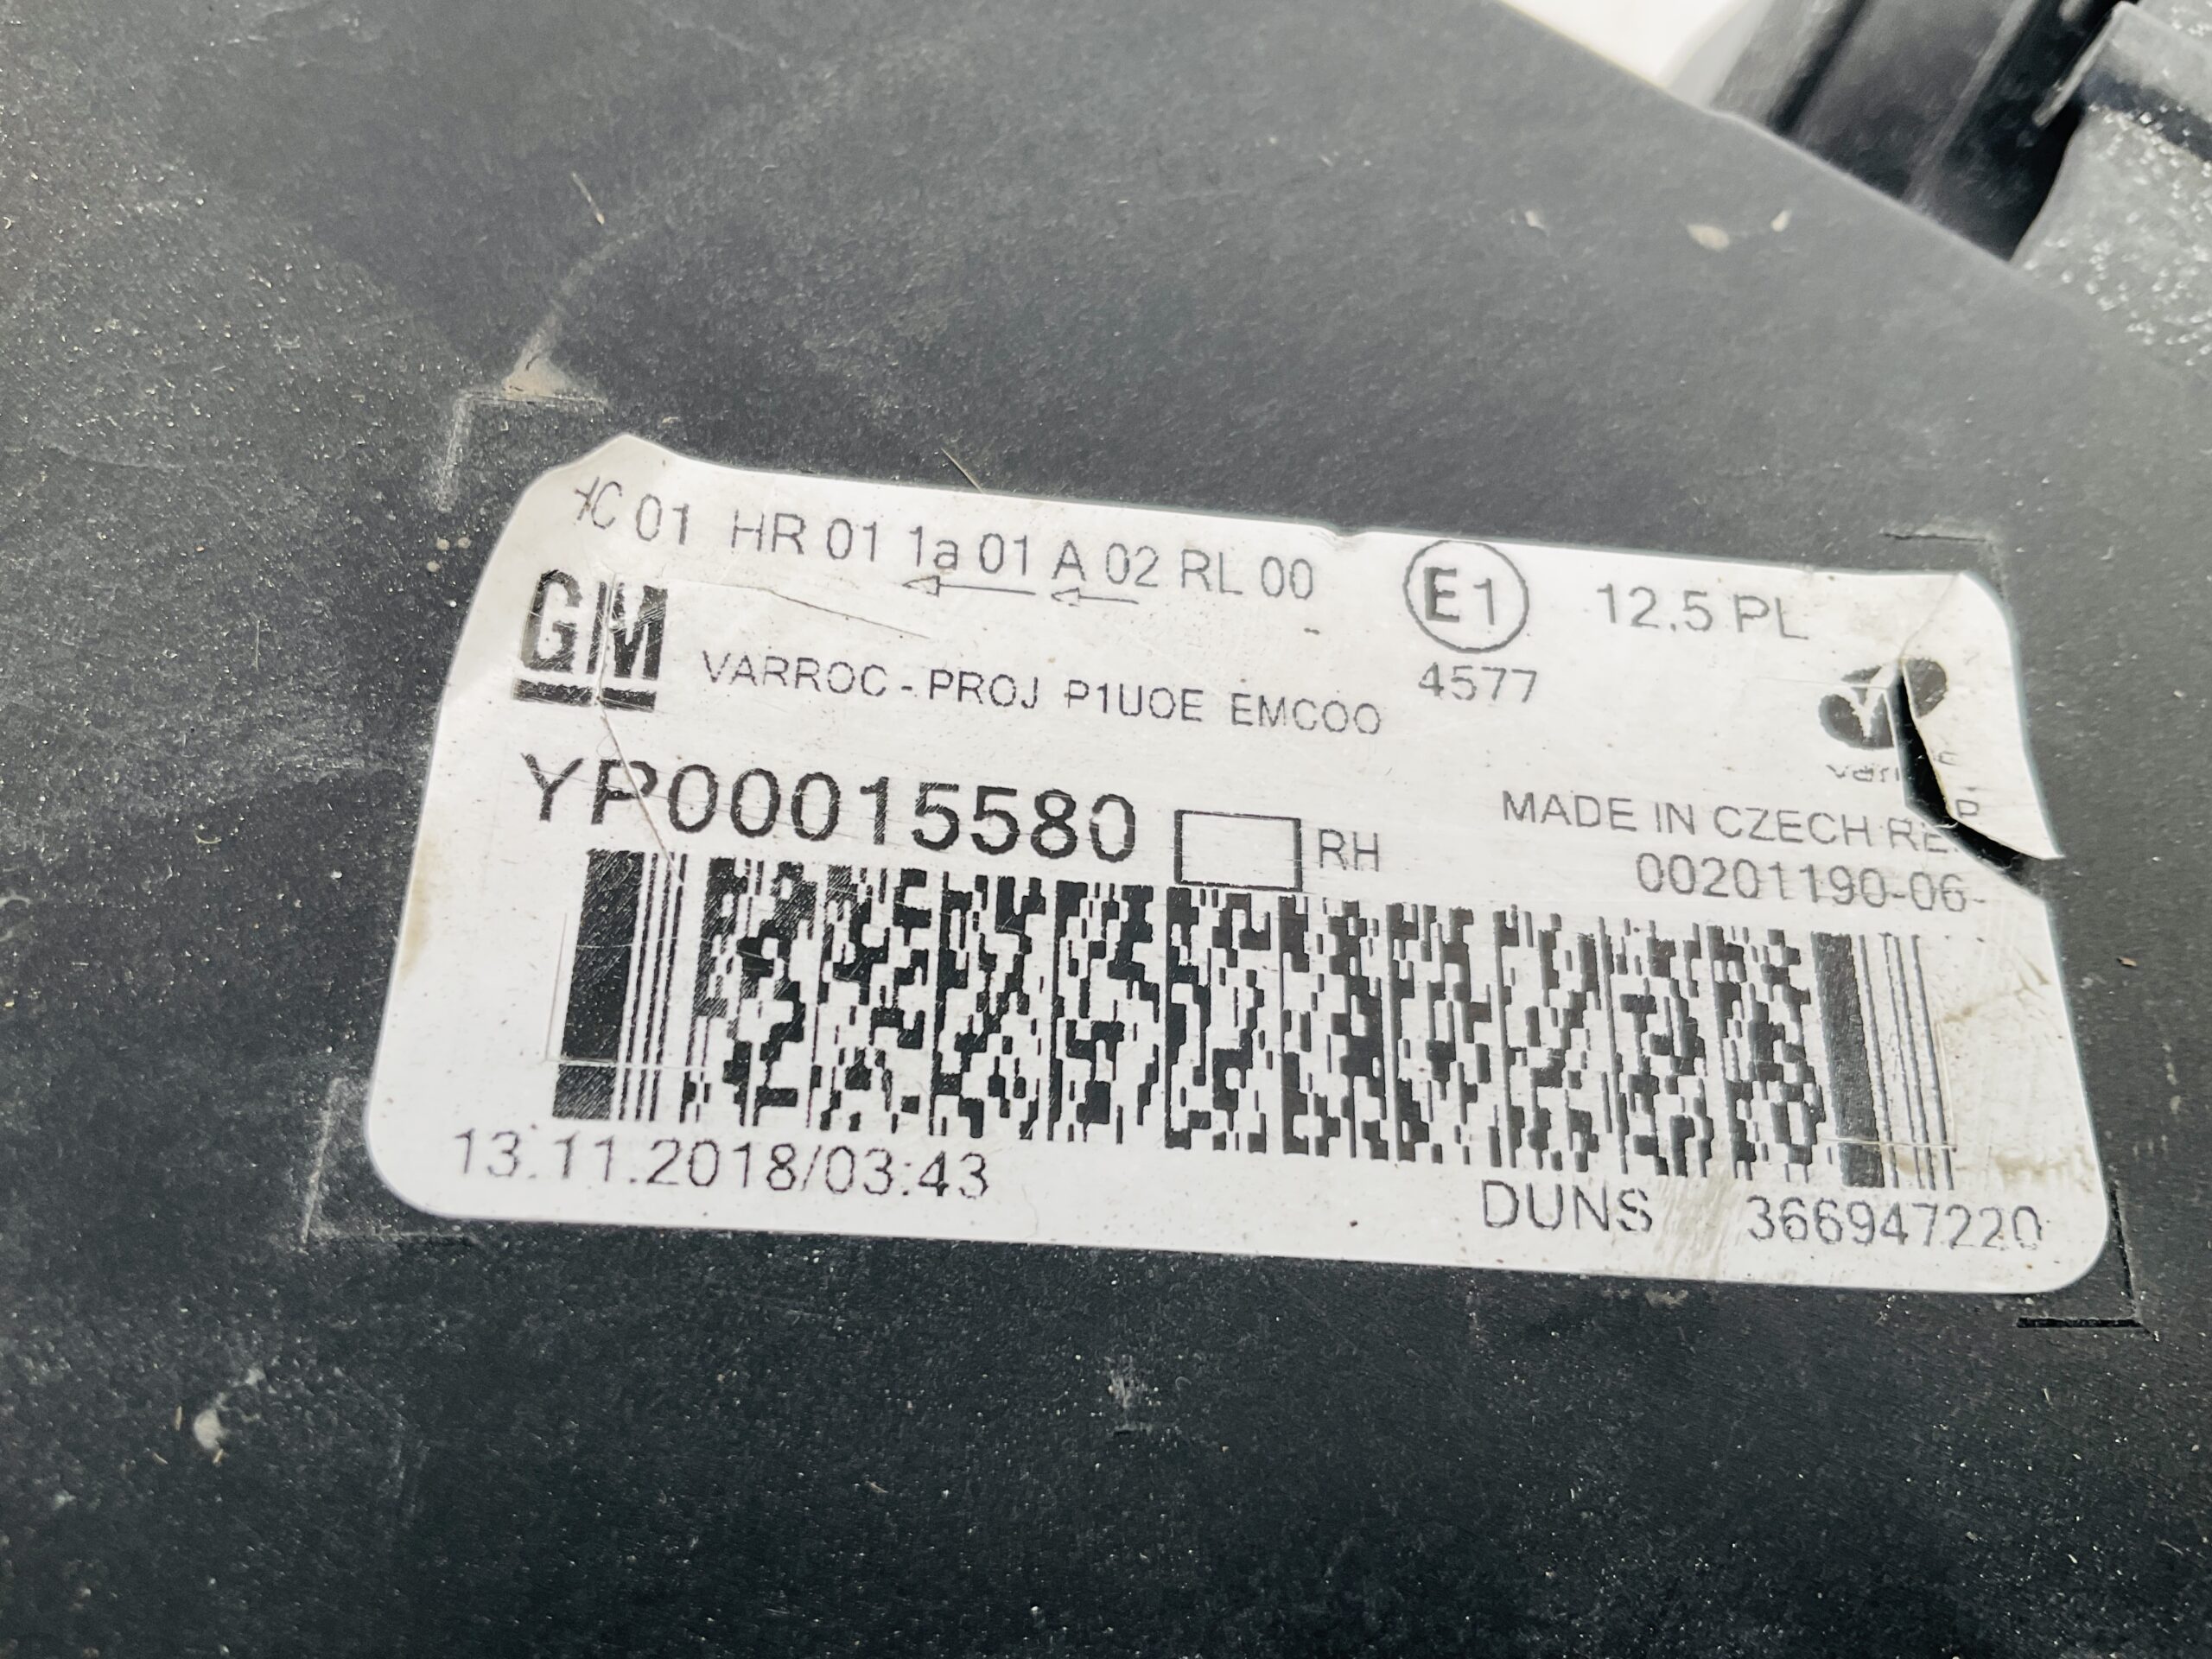 C 01 HR 01 1a 01 A 02 RL 00
E1
12.5 PL
4577
GM
VARROC-PROJ P1UOE EMCOO
YP00015580
RH
MADE IN CZECH RE.P
00201190-06-
13.11.2018/03:43
DUNS 366947220